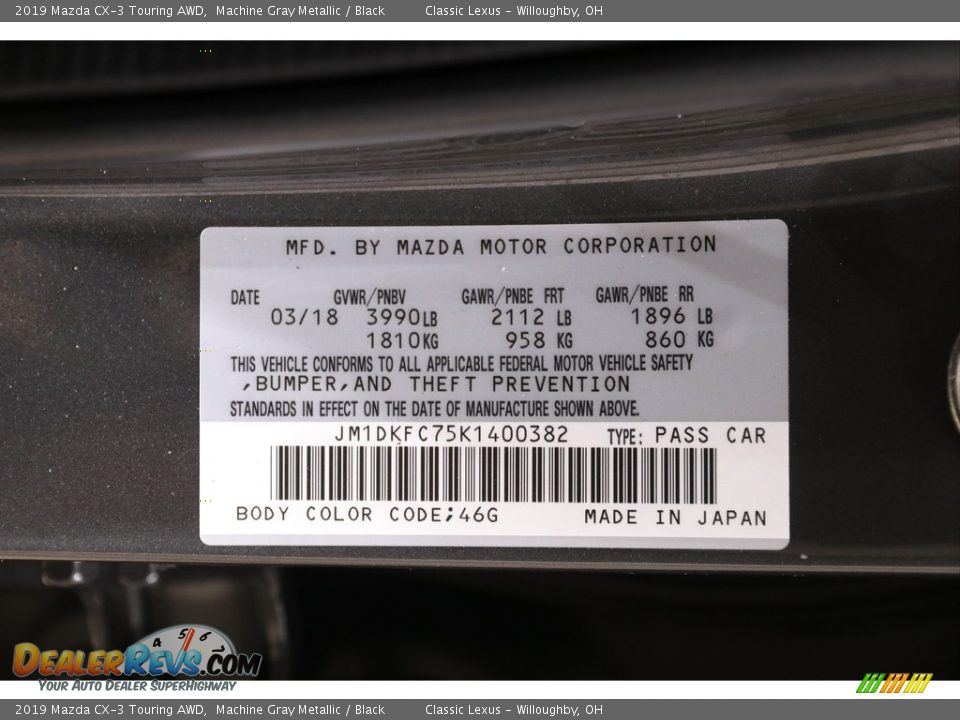 2019 Mazda CX-3 Touring AWD, Machine Gray Metallic / Black Classic Lexus - Willoughby, OH
MFD. BY MAZDA MOTOR CORPORATION
DATE GVWR/PNBV GAWR/PNBE FRT GAWR/PNBE RR
03/18 3990LB 2112 LB 1896 LB
1810KG 958 KG 860 KG
THIS VEHICLE CONFORMS TO ALL APPLICABLE FEDERAL MOTOR VEHICLE SAFETY
,BUMPER,AND THEFT PREVENTION
STANDARDS IN EFFECT ON THE DATE OF MANUFACTURE SHOWN ABOVE.
JM1DKFC75K1400382 TYPE: PASS CAR
BODY COLOR CODE;46G MADE IN JAPAN
4 5 6
DEALERREVS.COM
YOUR AUTO DEALER SUPERHIGHWAY
2019 Mazda CX-3 Touring AWD, Machine Gray Metallic / Black Classic Lexus - Willoughby, OH